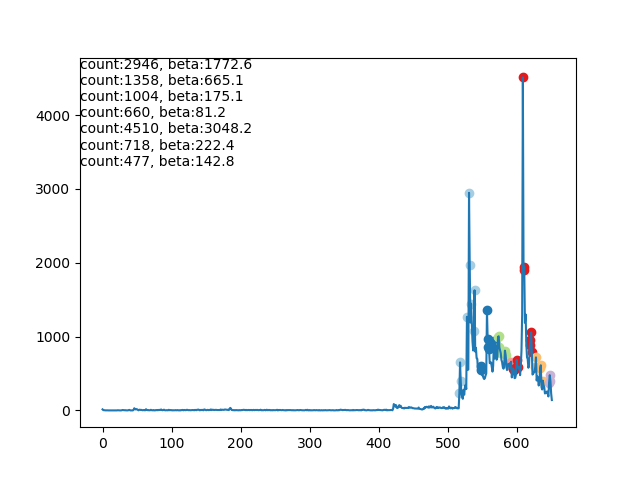 count:2946, beta:1772.6
count:1358, beta:665.1
count:1004, beta:175.1
count:660, beta:81.2
count:4510, beta:3048.2
count:718, beta:222.4
count:477, beta:142.8
4000
3000
2000
1000
0
0 100 200 300 400 500 600